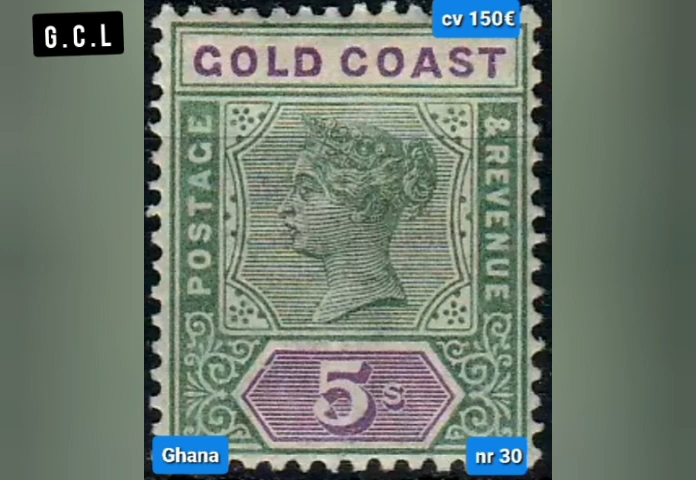 G.C.L
cv 150€
GOLD COAST
POSTAGE
& REVENUE
5s
Ghana
nr 30